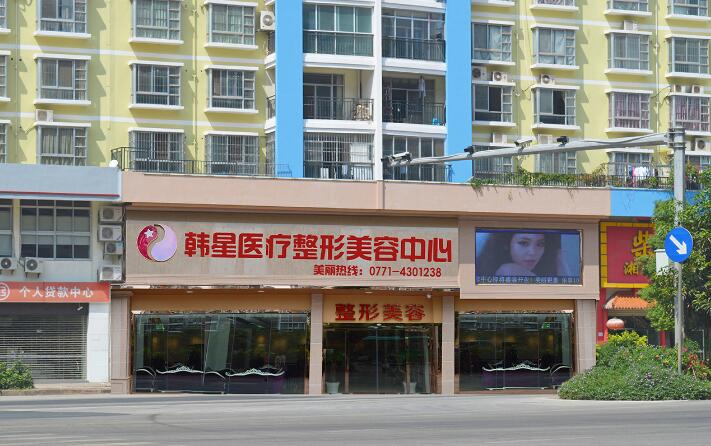 韩星医疗整形美容中心
美丽热线：0771-4301238
整形美容
个人贷款中心
湘